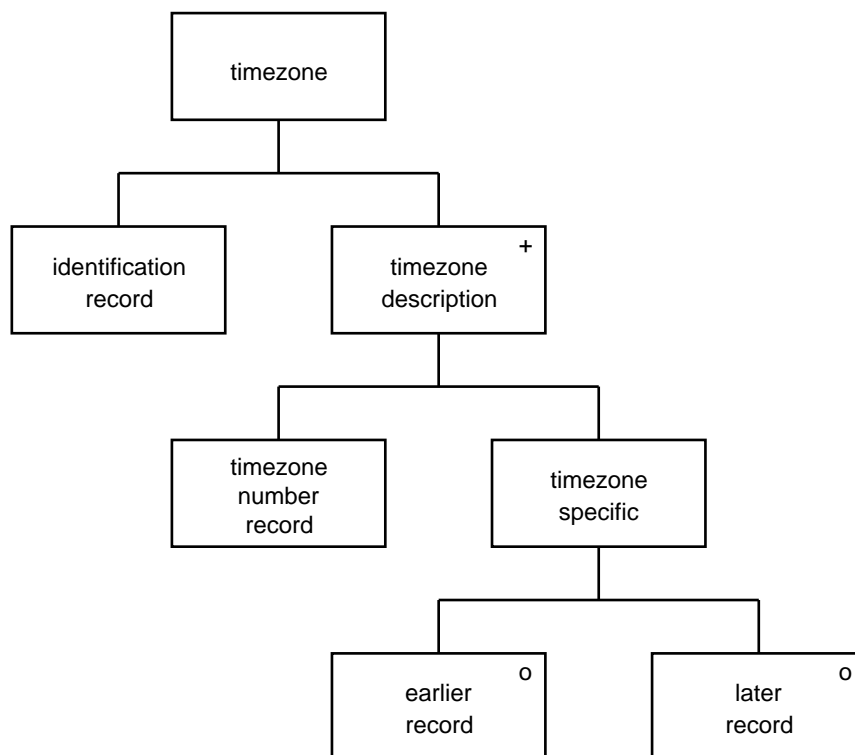 timezone
identification
record
+
timezone
description
timezone
number
record
timezone
specific
o
earlier
record
o
later
record